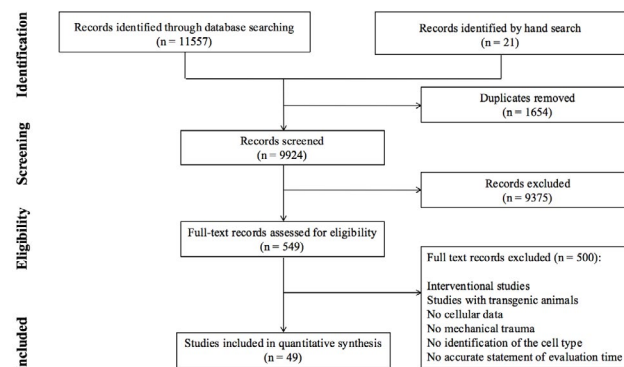 Identification
Records identified through database searching
(n = 11557)
Records identified by hand search
(n = 21)
Duplicates removed
(n = 1654)
Screening
Records screened
(n = 9924)
Records excluded
(n = 9375)
Eligibility
Full-text records assessed for eligibility
(n = 549)
Full text records excluded (n = 500):
Interventional studies
Studies with transgenic animals
No cellular data
No mechanical trauma
No identification of the cell type
No accurate statement of evaluation time
ncluded
Studies included in quantitative synthesis
(n = 49)